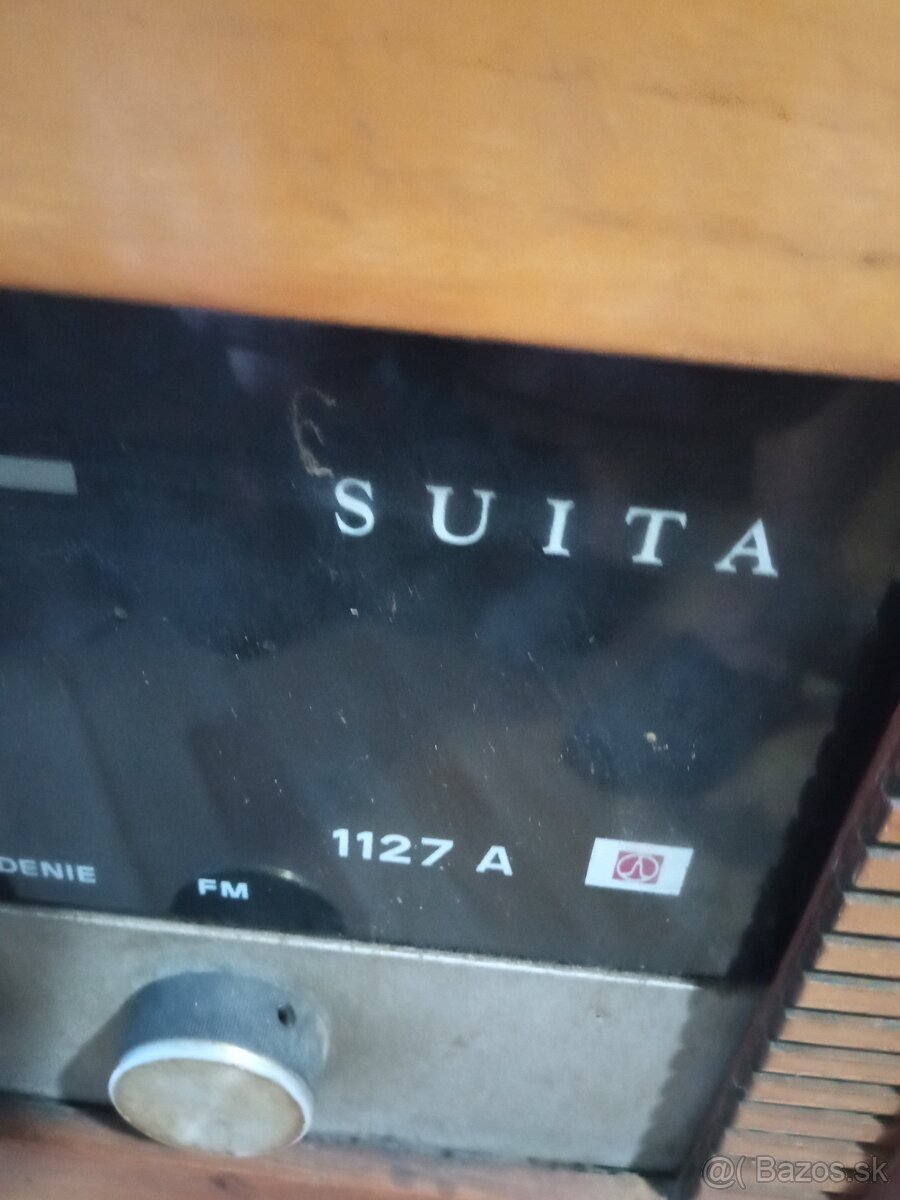 SUITA
1127 A
DENIE
FM
@( Bazos.sk